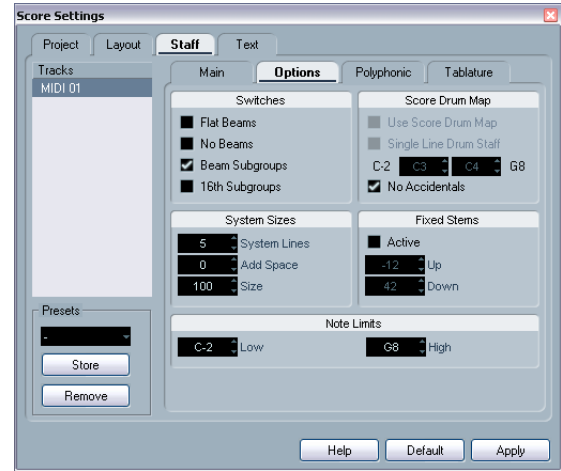 Score Settings
Project Layout Staff Text
Tracks
MIDI 01
Main Options Polyphonic Tablature
Switches
Flat Beams
No Beams
Beam Subgroups
16th Subgroups
Score Drum Map
Use Score Drum Map
Single Line Drum Staff
C-2 C3 C4 G8
No Accidentals
System Sizes
5 System Lines
0 Add Space
100 Size
Fixed Stems
Active
-12 Up
42 Down
Presets
-
Store
Remove
Note Limits
C-2 Low G8 High
Help Default Apply